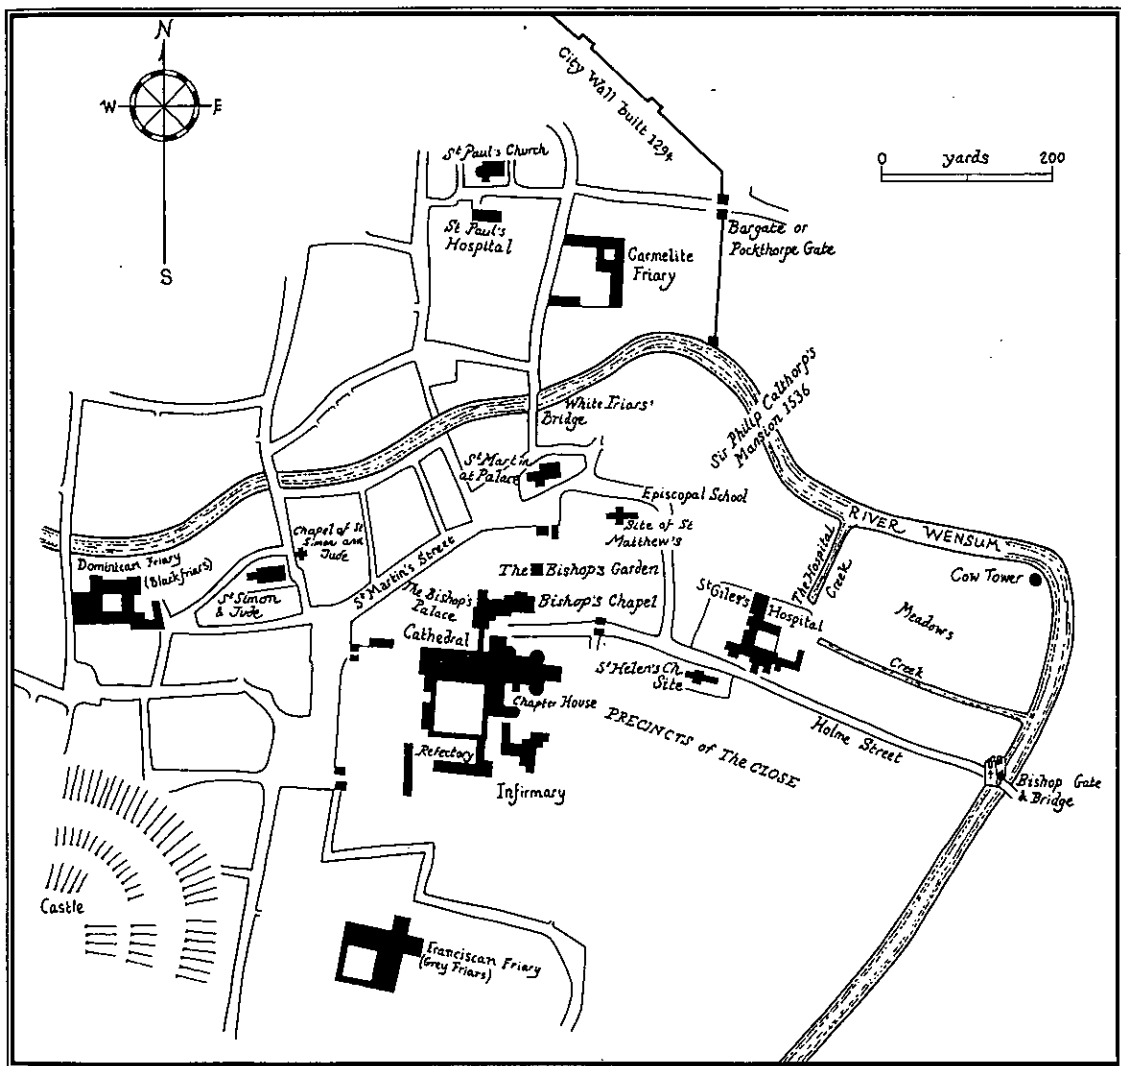 N
W E
S
City Wall built 1294
0 yards 200
St Paul's Church
St Paul's
Hospital
Bargate or
Pockthorpe Gate
Carmelite
Friary
White Friars'
Bridge
Sir Philip Calthorp's
Mansion 1536
St Martin
at Palace
Episcopal School
Site of St
Matthew's
RIVER WENSUM
Cow Tower
The Hospital
Creek
Meadows
Creek
Chapel of St
Simon and
Jude
Dominican Friary
(Blackfriars)
St Simon
& Jude
St Martin's Street
The Bishop's Garden
The Bishop's
Palace
Bishop's Chapel
St Giles's
Hospital
Cathedral
St Helen's Ch.
Site
Chapter House
PRECINCTS of The CLOSE
Holme Street
Refectory
Infirmary
Bishop Gate
& Bridge
Castle
Franciscan Friary
(Grey Friars)